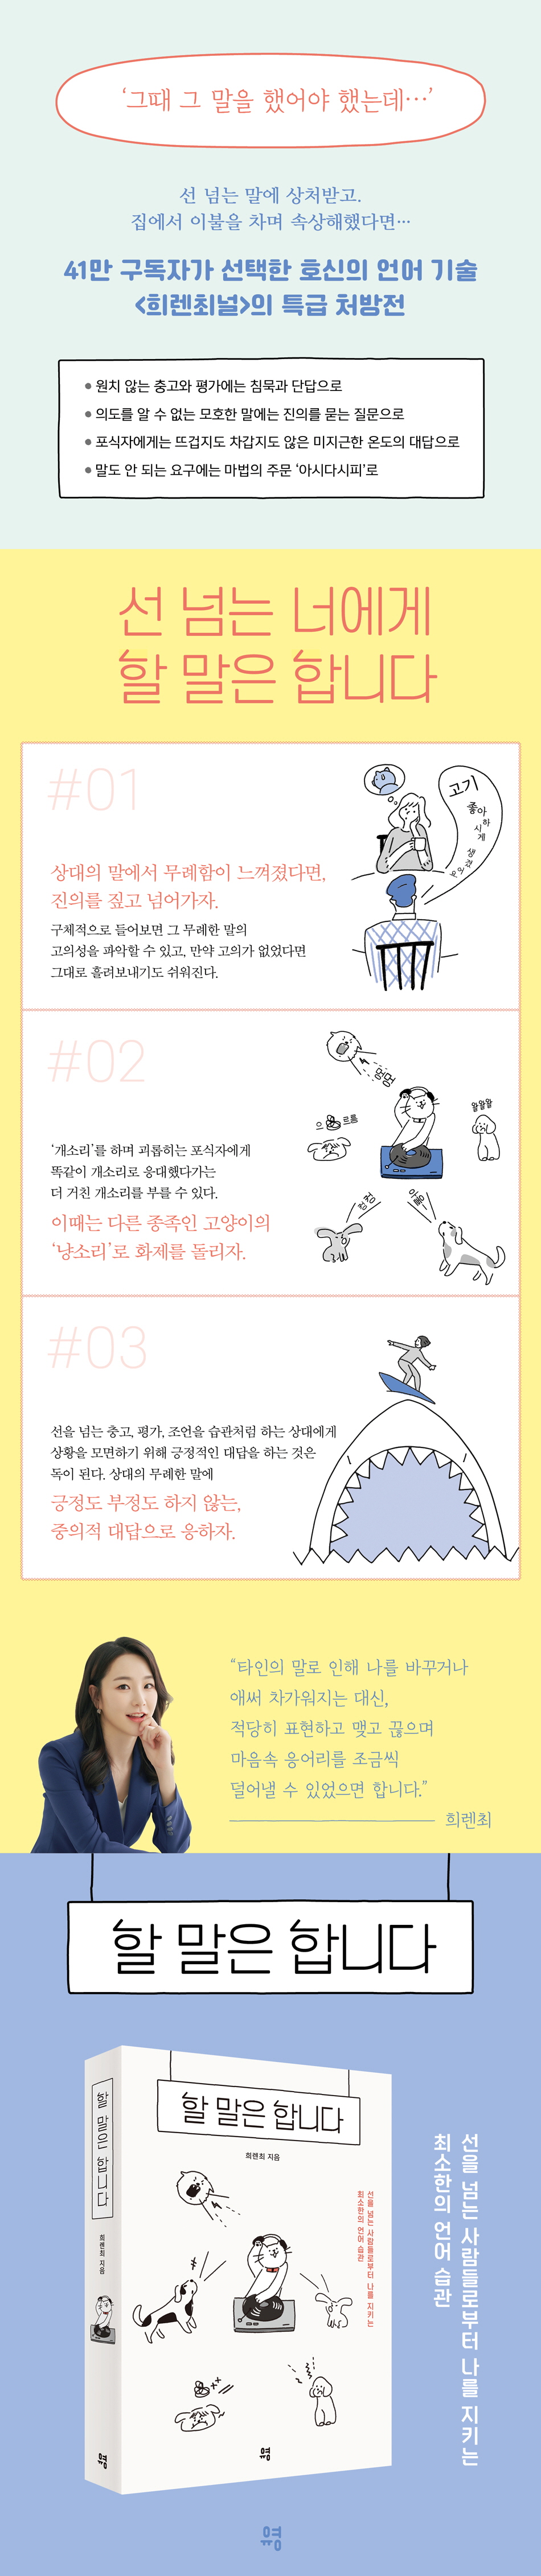 ‘그때 그 말을 했어야 했는데…’
선 넘는 말에 상처받고.
집에서 이불을 차며 속상해했다면…
41만 구독자가 선택한 호신의 언어 기술
<희렌최널>의 특급 처방전
● 원치 않는 충고와 평가에는 침묵과 단답으로
● 의도를 알 수 없는 모호한 말에는 진의를 묻는 질문으로
● 포식자에게는 뜨겁지도 차갑지도 않은 미지근한 온도의 대답으로
● 말도 안 되는 요구에는 마법의 주문 ‘아시다시피’로
선 넘는 너에게
할 말은 합니다
#01
고기
좋아
하
시
게
생
겼
어
요
상대의 말에서 무례함이 느껴졌다면,
진의를 짚고 넘어가자.
구체적으로 들어보면 그 무례한 말의
고의성을 파악할 수 있고, 만약 고의가 없었다면
그대로 흘려보내기도 쉬워진다.
#02
멍멍
으르르릉
왈왈왈
컹컹
아울
‘개소리’를 하며 괴롭히는 포식자에게
똑같이 개소리로 응대했다가는
더 거친 개소리를 부를 수 있다.
이때는 다른 종족인 고양이의
‘냥소리’로 화제를 돌리자.
#03
선을 넘는 충고, 평가, 조언을 습관처럼 하는 상대에게
상황을 모면하기 위해 긍정적인 대답을 하는 것은
독이 된다. 상대의 무례한 말에
긍정도 부정도 하지 않는,
중의적 대답으로 응하자.
“타인의 말로 인해 나를 바꾸거나
애써 차가워지는 대신,
적당히 표현하고 맺고 끊으며
마음속 응어리를 조금씩
덜어낼 수 있었으면 합니다.”
희렌최
할 말은 합니다
할 말은 합니다
희렌최 지음
선을 넘는 사람들로부터 나를 지키는
최소한의 언어 습관
유영
할 말은 합니다
희렌최 지음
유영
선을 넘는 사람들로부터 나를 지키는
최소한의 언어 습관
유영